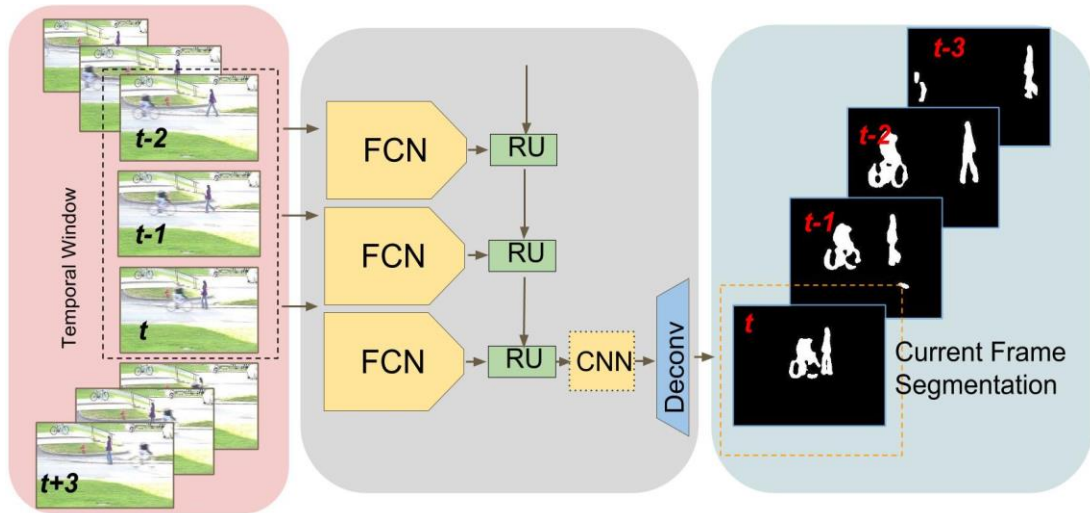 Temporal Window
t-2
t-1
t
t+3
FCN
RU
FCN
RU
FCN
RU
CNN
Deconv
t-3
t-2
t-1
t
Current Frame
Segmentation